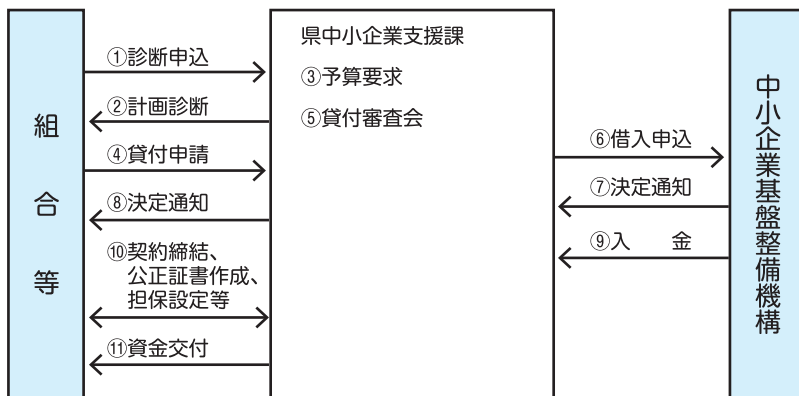 組合等
①診断申込
②計画診断
④貸付申請
⑧決定通知
⑩契約締結、
公正証書作成、
担保設定等
⑪資金交付
県中小企業支援課
③予算要求
⑤貸付審査会
⑥借入申込
⑦決定通知
⑨入　　金
中小企業基盤整備機構